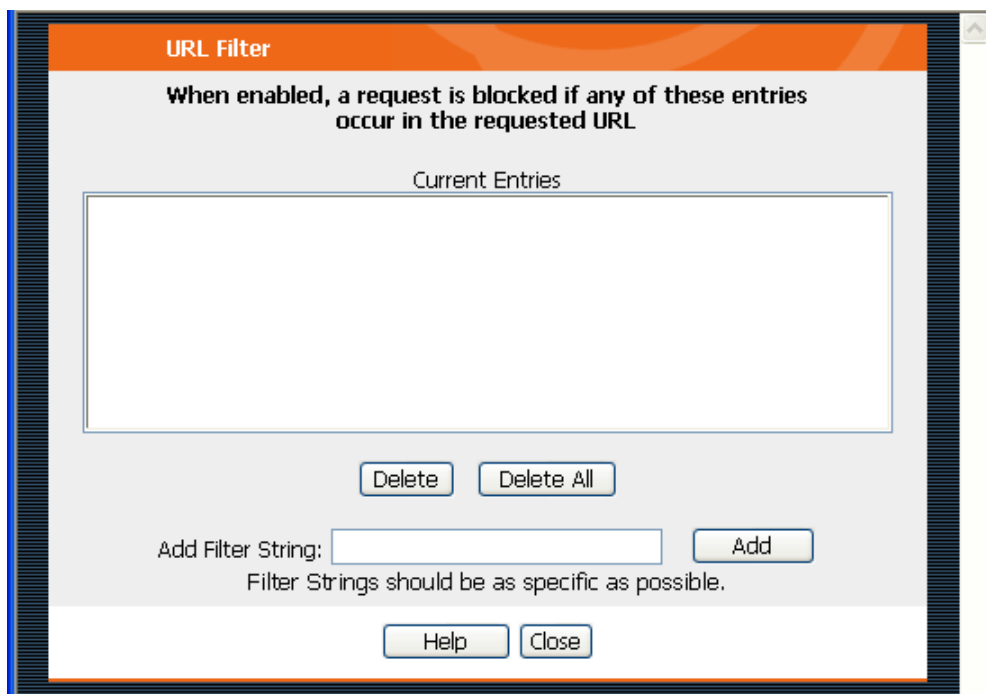 URL Filter
When enabled, a request is blocked if any of these entries
occur in the requested URL
Current Entries
Delete Delete All
Add Filter String: Add
Filter Strings should be as specific as possible.
Help Close